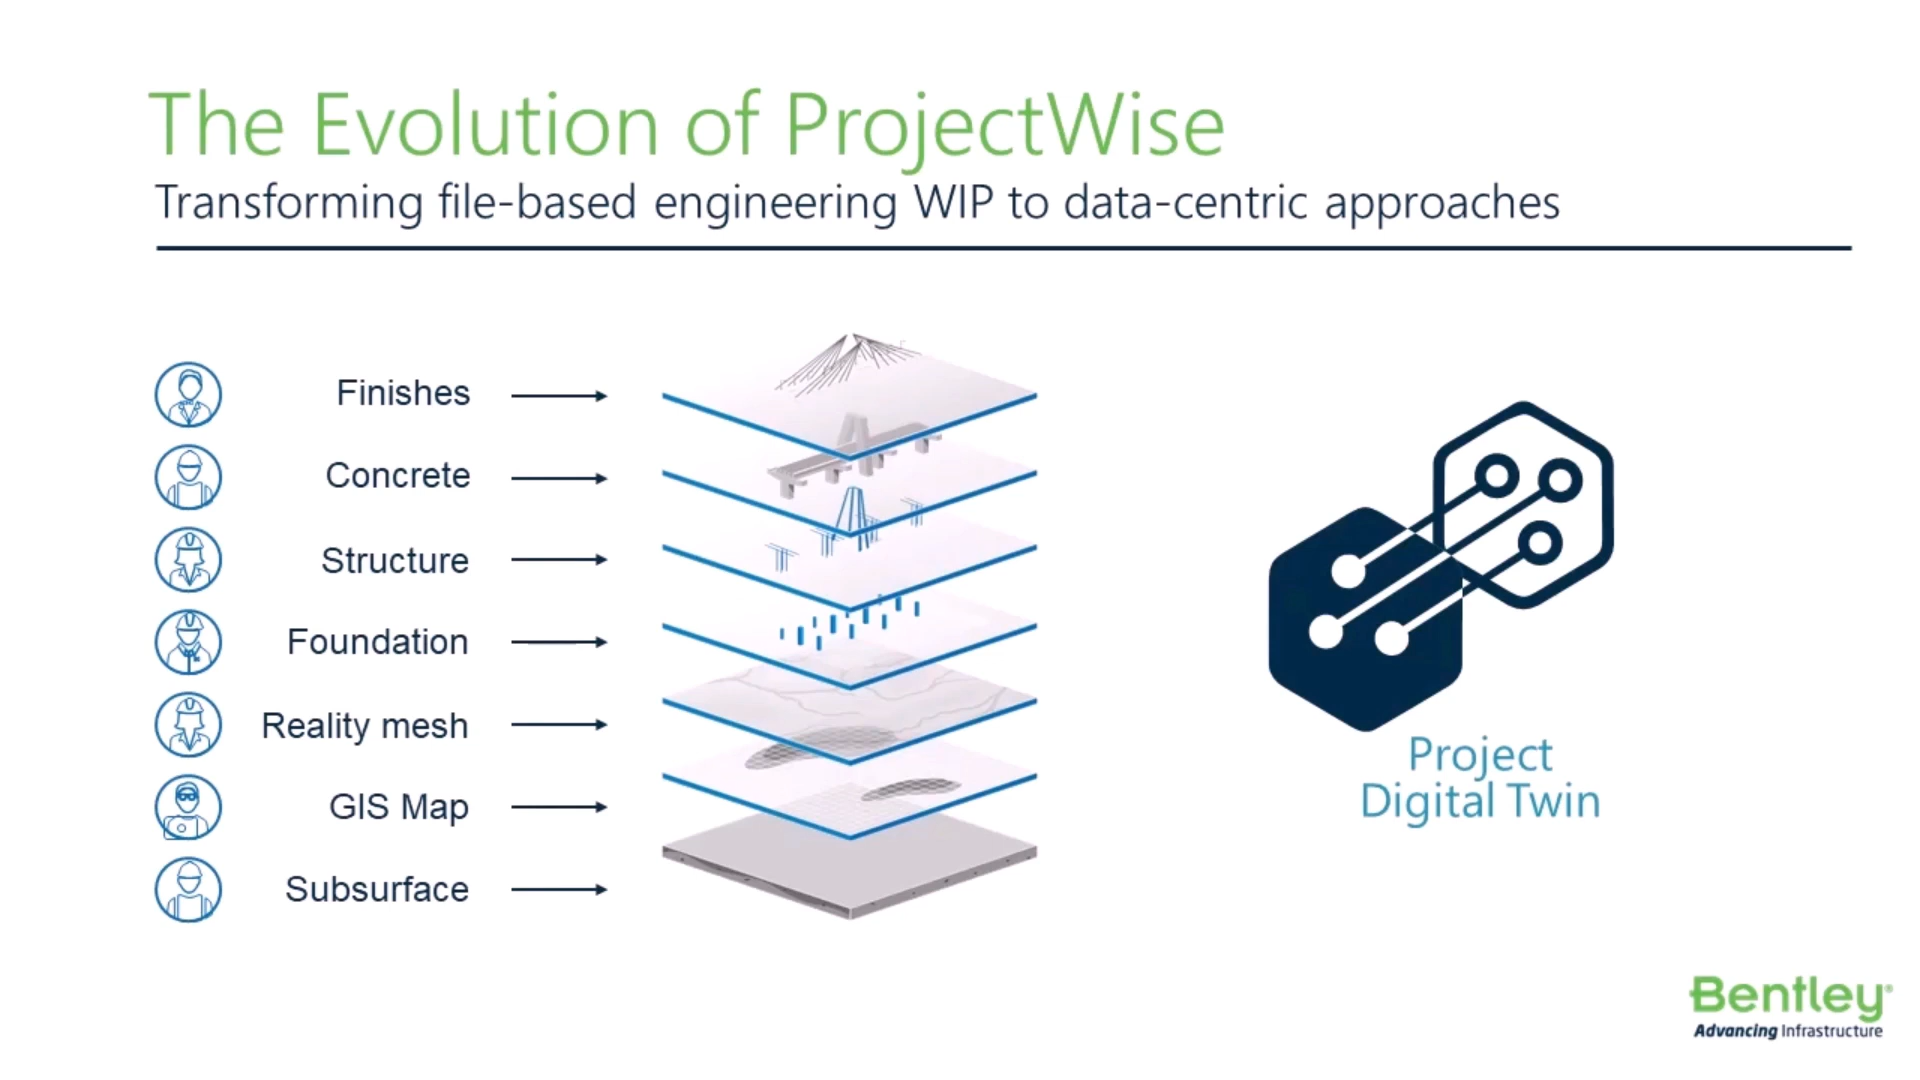 The Evolution of ProjectWise
Transforming file-based engineering WIP to data-centric approaches
Finishes
Concrete
Structure
Foundation
Reality mesh
GIS Map
Subsurface
Project
Digital Twin
Bentley®
Advancing Infrastructure